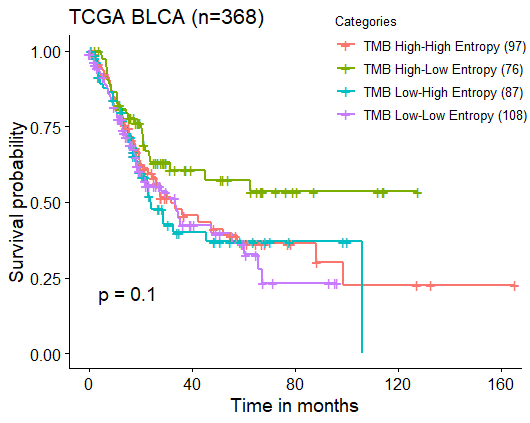 TCGA BLCA (n=368)
Categories
TMB High-High Entropy (97)
TMB High-Low Entropy (76)
TMB Low-High Entropy (87)
TMB Low-Low Entropy (108)
Survival probability
1.00
0.75
0.50
0.25
0.00
p = 0.1
0 40 80 120 160
Time in months